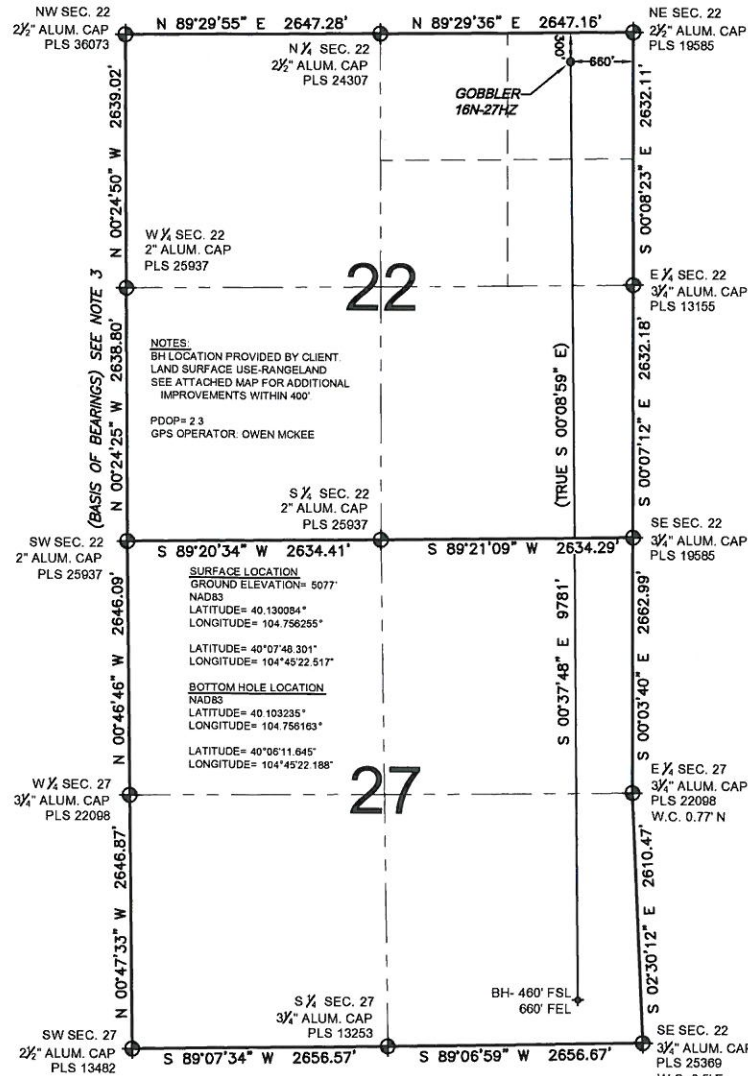 NW SEC. 22
2½" ALUM. CAP
PLS 36073
N 89°29'55" E 2647.28'
N 89°29'36" E 2647.16'
NE SEC. 22
2½" ALUM. CAP
PLS 19585
N ¼ SEC. 22
2½" ALUM. CAP
PLS 24307
300'
660'
GOBBLER
16N-27HZ
N 00°24'50" W 2639.02'
S 00°08'23" E 2632.11'
W ¼ SEC. 22
2" ALUM. CAP
PLS 25937
22
E ¼ SEC. 22
3¼" ALUM. CAP
PLS 13155
(BASIS OF BEARINGS) SEE NOTE 3
N 00°24'25" W 2638.80'
NOTES:
BH LOCATION PROVIDED BY CLIENT.
LAND SURFACE USE-RANGELAND
SEE ATTACHED MAP FOR ADDITIONAL
IMPROVEMENTS WITHIN 400'
PDOP= 2.3
GPS OPERATOR: OWEN MCKEE
(TRUE S 00°08'59" E)
S 00°07'12" E 2632.18'
S ¼ SEC. 22
2" ALUM. CAP
PLS 25937
SW SEC. 22
2" ALUM. CAP
PLS 25937
S 89°20'34" W 2634.41'
S 89°21'09" W 2634.29'
SE SEC. 22
3¼" ALUM. CAP
PLS 19585
SURFACE LOCATION
GROUND ELEVATION= 5077'
NAD83
LATITUDE= 40.130084°
LONGITUDE= 104.756255°
LATITUDE= 40°07'48.301"
LONGITUDE= 104°45'22.517"
BOTTOM HOLE LOCATION
NAD83
LATITUDE= 40.103235°
LONGITUDE= 104.756163°
LATITUDE= 40°06'11.645"
LONGITUDE= 104°45'22.188"
N 00°46'46" W 2646.09'
S 00°37'48" E 9781'
S 00°03'40" E 2662.99'
W ¼ SEC. 27
3¼" ALUM. CAP
PLS 22098
27
E ¼ SEC. 27
3¼" ALUM. CAP
PLS 22098
W.C. 0.77' N
N 00°47'33" W 2646.87'
S 02°30'12" E 2610.47'
BH- 460' FSL
660' FEL
S ¼ SEC. 27
3¼" ALUM. CAP
PLS 13253
SW SEC. 27
2½" ALUM. CAP
PLS 13482
S 89°07'34" W 2656.57'
S 89°06'59" W 2656.67'
SE SEC. 22
3¼" ALUM. CAP
PLS 25369